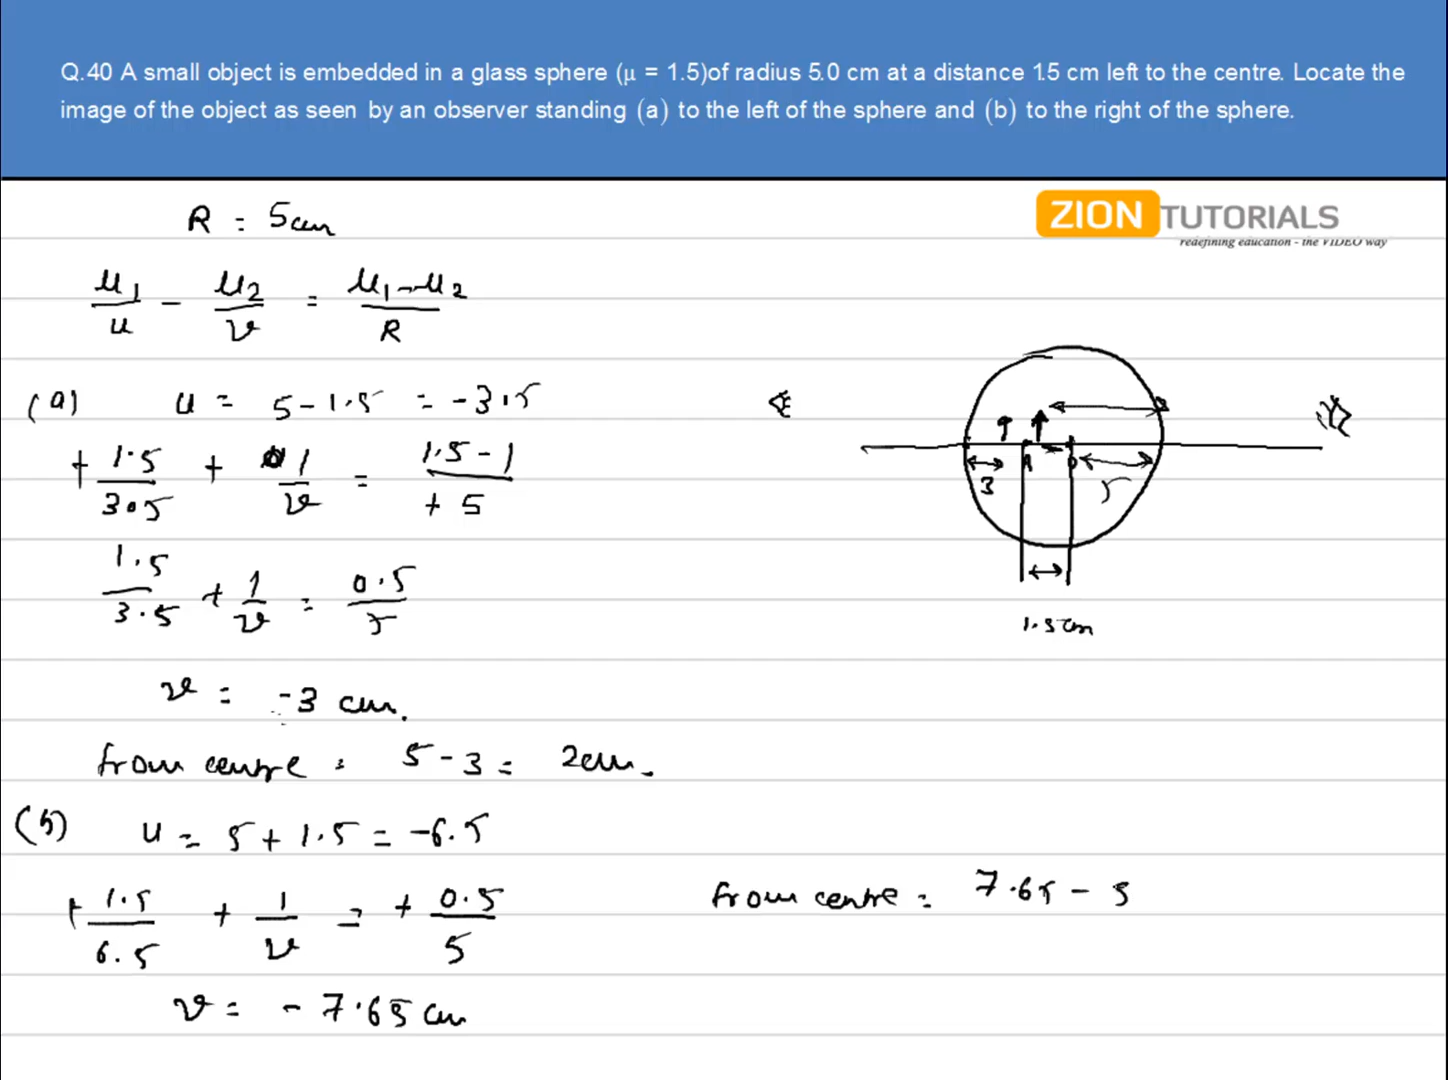 Q.40 A small object is embedded in a glass sphere (μ = 1.5)of radius 5.0 cm at a distance 1.5 cm left to the centre. Locate the
image of the object as seen by an observer standing (a) to the left of the sphere and (b) to the right of the sphere.
ZION TUTORIALS
redefining education - the VIDEO way
R = 5cm
μ1/u - μ2/v = μ1-μ2/R
(a) u = 5-1.5 = -3.5
+ 1.5/3.5 + 1/v = 1.5-1/+5
1.5/3.5 + 1/v = 0.5/5
v = -3 cm.
from centre = 5-3 = 2cm.
(b) u = 5+1.5 = -6.5
+ 1.5/6.5 + 1/v = + 0.5/5
v = - 7.65 cm
from centre = 7.65 - 5
3
A
5
1.5cm